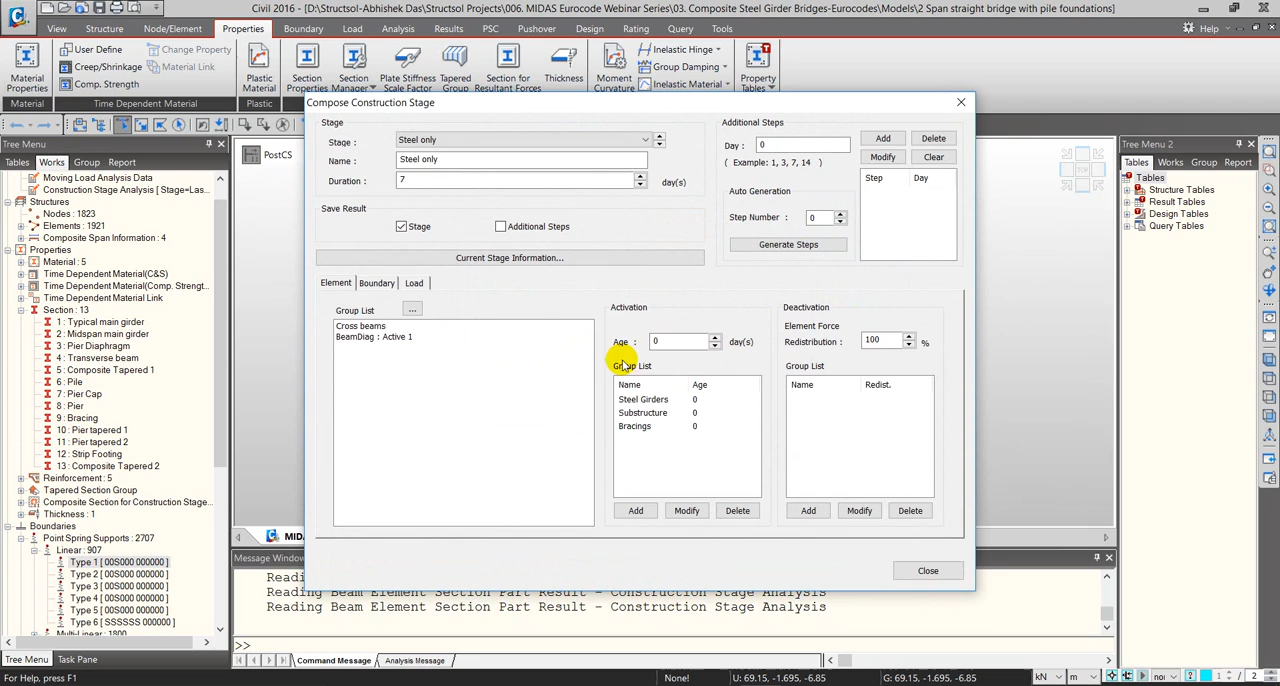 Civil 2016 - [D:\Structsol-Abhishek Das\Structsol Projects\006. MIDAS Eurocode Webinar Series\03. Composite Steel Girder Bridges-Eurocodes\Models\2 Span straight bridge with pile foundations]
View Structure Node/Element Properties Boundary Load Analysis Results PSC Pushover Design Rating Query Tools Help
Material Properties
User Define
Creep/Shrinkage
Comp. Strength
Change Property
Material Link
Plastic Material
Section Properties
Section Manager
Plate Stiffness Scale Factor
Tapered Group
Section for Resultant Forces
Thickness
Moment Curvature
Inelastic Hinge
Group Damping
Inelastic Material
Property Tables
Material Time Dependent Material Plastic
Tree Menu
Tables Works Group Report
Moving Load Analysis Data
Construction Stage Analysis [Stage=Las...
Structures
Nodes : 1823
Elements : 1921
Composite Span Information : 4
Properties
Material : 5
Time Dependent Material(C&S)
Time Dependent Material(Comp. Strengt...
Time Dependent Material Link
Section : 13
1 : Typical main girder
2 : Midspan main girder
3 : Pier Diaphragm
4 : Transverse beam
5 : Composite Tapered 1
6 : Pile
7 : Pier Cap
8 : Pier
9 : Bracing
10 : Pier tapered 1
11 : Pier tapered 2
12 : Strip Footing
13 : Composite Tapered 2
Reinforcement : 5
Tapered Section Group
Composite Section for Construction Stage...
Thickness : 1
Boundaries
Point Spring Supports : 2707
Linear : 907
Type 1 [ 00S000 000000 ]
Type 2 [ 00S000 000000 ]
Type 3 [ 00S000 000000 ]
Type 4 [ 00S000 000000 ]
Type 5 [ 00S000 000000 ]
Type 6 [ SSSSSS 000000 ]
Multi-Linear : 1800
Tree Menu Task Pane
PostCS
Compose Construction Stage
Stage
Stage : Steel only
Name : Steel only
Duration : 7 day(s)
Save Result
Stage Additional Steps
Current Stage Information...
Additional Steps
Day : 0 Add Delete
( Example: 1, 3, 7, 14 ) Modify Clear
Auto Generation
Step Number : 0
Generate Steps
Step Day
Element Boundary Load
Group List ...
Cross beams
BeamDiag : Active 1
Activation
Age : 0 day(s)
Group List
Name Age
Steel Girders 0
Substructure 0
Bracings 0
Add Modify Delete
Deactivation
Element Force
Redistribution : 100 %
Group List
Name Redist.
Add Modify Delete
Close
TOP
Tree Menu 2
Tables Works Group Report
Tables
Structure Tables
Result Tables
Design Tables
Query Tables
MIDA
Message Window
Readi
Reading Beam Element Section Part Result - Construction Stage Analysis
Reading Beam Element Section Part Result - Construction Stage Analysis
>>
Command Message Analysis Message
For Help, press F1 None! U: 69.15, -1.695, -6.85 G: 69.15, -1.695, -6.85 kN m non 1 / 2